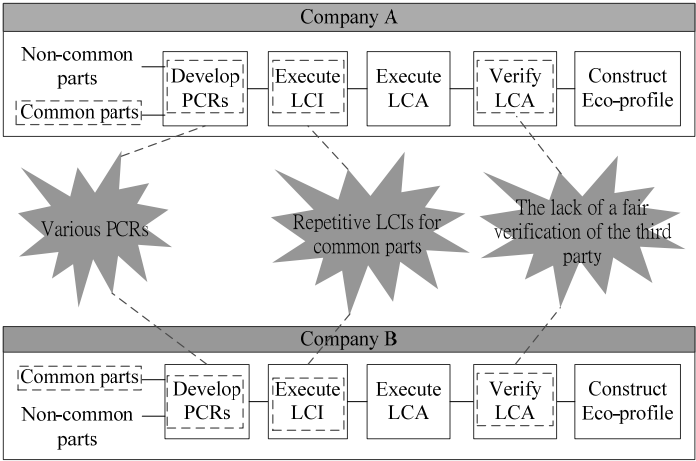 Company A
Non-common
parts
Common parts
Develop
PCRs
Execute
LCI
Execute
LCA
Verify
LCA
Construct
Eco-profile
Various PCRs
Repetitive LCIs for
common parts
The lack of a fair
verification of the third
party
Company B
Common parts
Non-common
parts
Develop
PCRs
Execute
LCI
Execute
LCA
Verify
LCA
Construct
Eco-profile